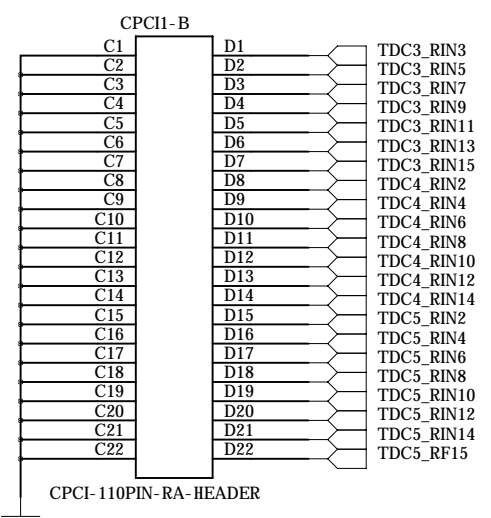 CPCI1-B
C1 D1 TDC3_RIN3
C2 D2 TDC3_RIN5
C3 D3 TDC3_RIN7
C4 D4 TDC3_RIN9
C5 D5 TDC3_RIN11
C6 D6 TDC3_RIN13
C7 D7 TDC3_RIN15
C8 D8 TDC4_RIN2
C9 D9 TDC4_RIN4
C10 D10 TDC4_RIN6
C11 D11 TDC4_RIN8
C12 D12 TDC4_RIN10
C13 D13 TDC4_RIN12
C14 D14 TDC4_RIN14
C15 D15 TDC5_RIN2
C16 D16 TDC5_RIN4
C17 D17 TDC5_RIN6
C18 D18 TDC5_RIN8
C19 D19 TDC5_RIN10
C20 D20 TDC5_RIN12
C21 D21 TDC5_RIN14
C22 D22 TDC5_RF15
CPCI-110PIN-RA-HEADER